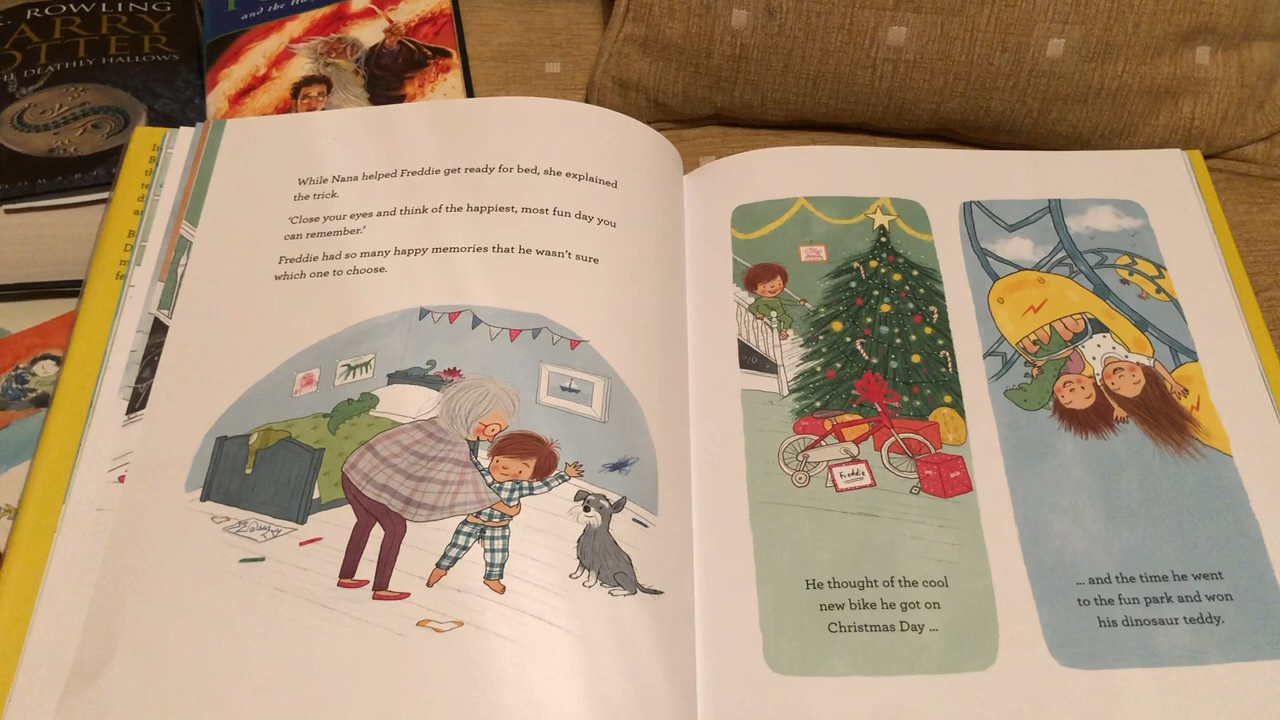 ROWLING
ARRY
OTTER
DEATHLY HALLOWS
and the
While Nana helped Freddie get ready for bed, she explained
the trick.
'Close your eyes and think of the happiest, most fun day you
can remember.'
Freddie had so many happy memories that he wasn't sure
which one to choose.
Freddie
He thought of the cool
new bike he got on
Christmas Day ...
... and the time he went
to the fun park and won
his dinosaur teddy.